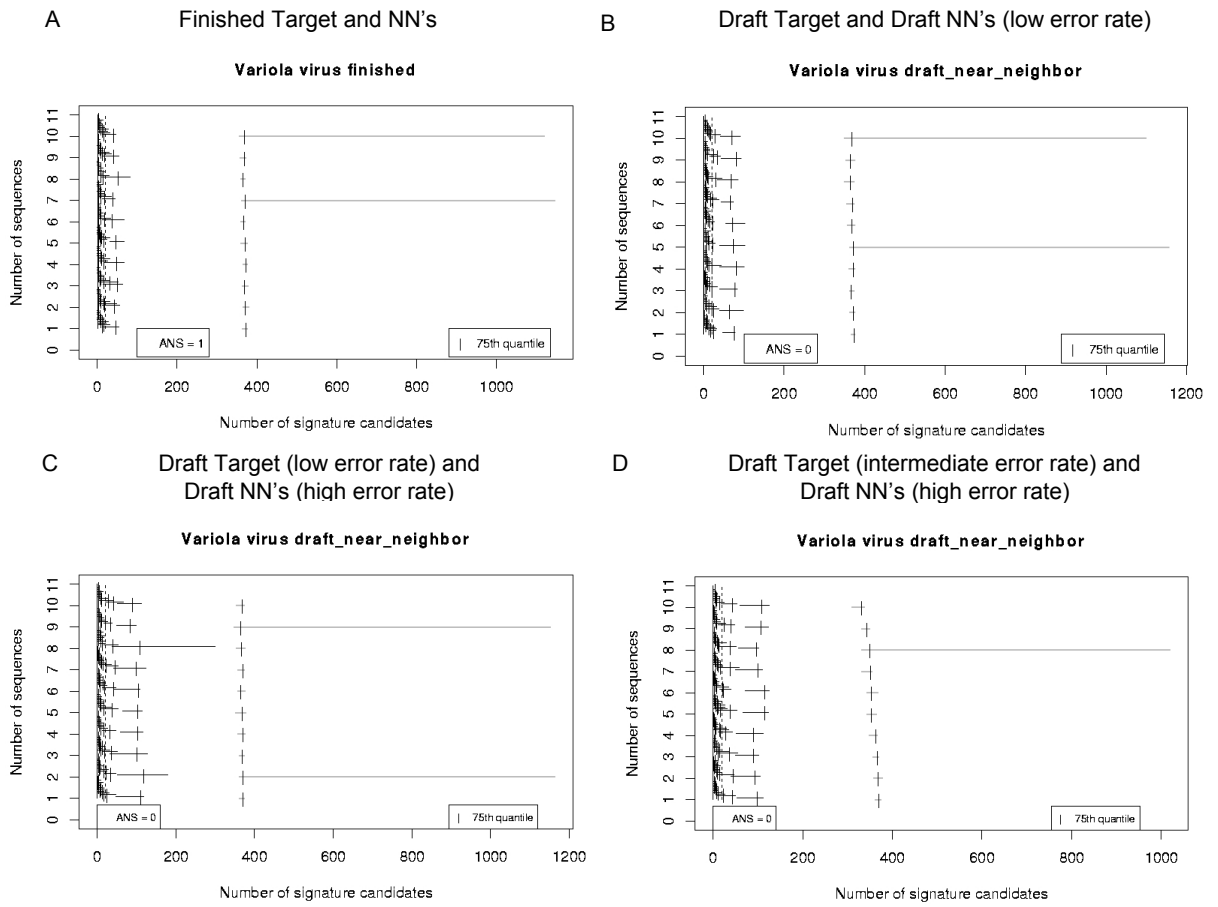 A
Finished Target and NN's
Variola virus finished
Number of sequences
0 1 2 3 4 5 6 7 8 9 10 11
ANS = 1
| 75th quantile
0 200 400 600 800 1000
Number of signature candidates
B
Draft Target and Draft NN's (low error rate)
Variola virus draft_near_neighbor
Number of sequences
0 1 2 3 4 5 6 7 8 9 10 11
ANS = 0
| 75th quantile
0 200 400 600 800 1000 1200
Number of signature candidates
C
Draft Target (low error rate) and
Draft NN's (high error rate)
Variola virus draft_near_neighbor
Number of sequences
0 1 2 3 4 5 6 7 8 9 10 11
ANS = 0
| 75th quantile
0 200 400 600 800 1000 1200
Number of signature candidates
D
Draft Target (intermediate error rate) and
Draft NN's (high error rate)
Variola virus draft_near_neighbor
Number of sequences
0 1 2 3 4 5 6 7 8 9 10 11
ANS = 0
| 75th quantile
0 200 400 600 800 1000
Number of signature candidates